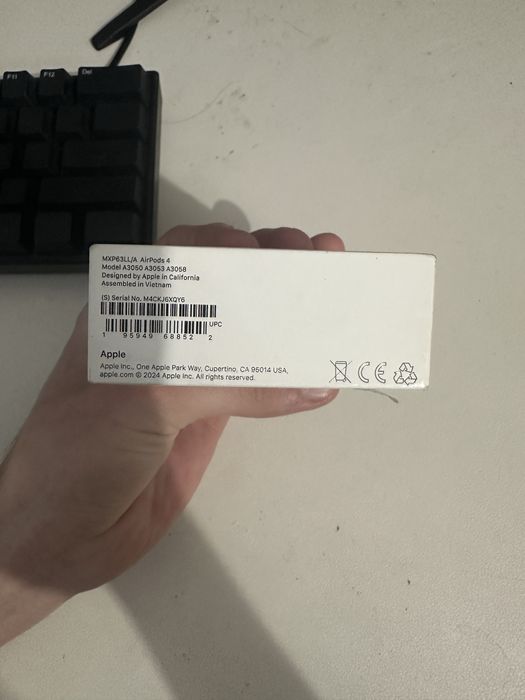 F11
F12
Del
MXP63LL/A AirPods 4
Model A3050 A3053 A3058
Designed by Apple in California
Assembled in Vietnam
(S) Serial No. M4CKJ6XQY6
UPC
1 95949 68852 2
Apple
Apple Inc., One Apple Park Way, Cupertino, CA 95014 USA.
apple.com © 2024 Apple Inc. All rights reserved.
CE